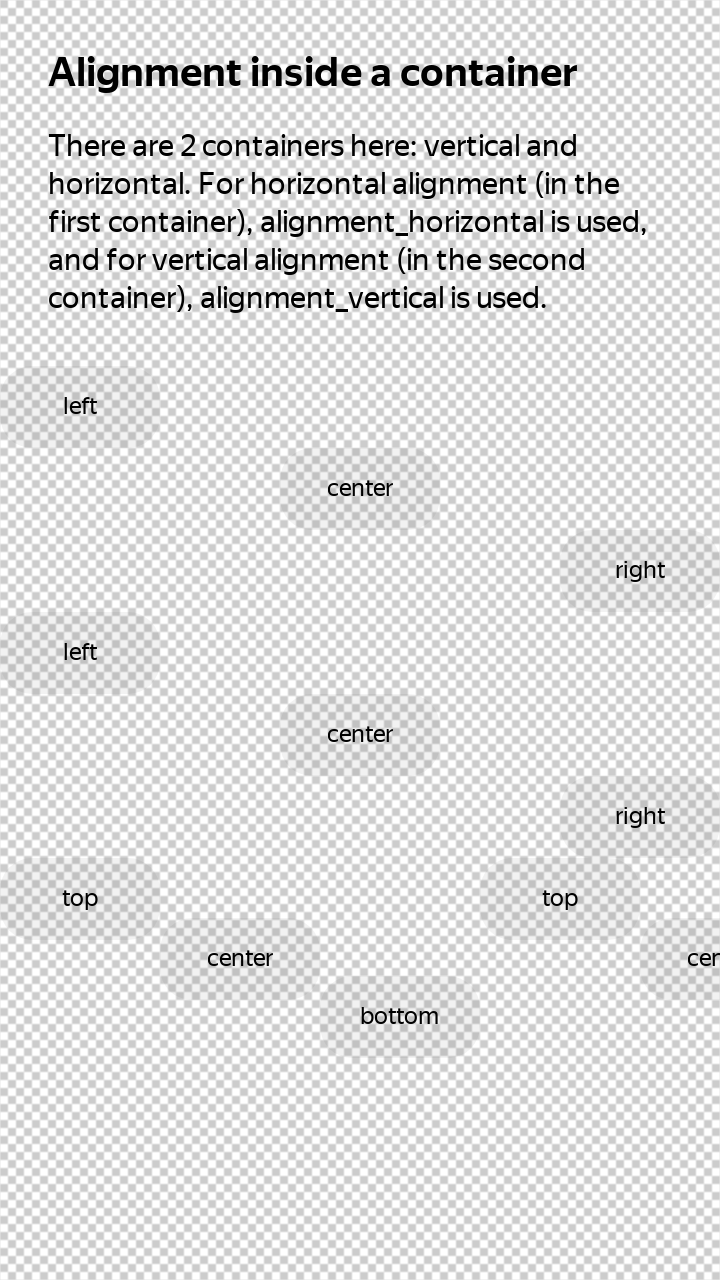 Alignment inside a container
There are 2 containers here: vertical and
horizontal. For horizontal alignment (in the
first container), alignment_horizontal is used,
and for vertical alignment (in the second
container), alignment_vertical is used.
left
center
right
left
center
right
top
top
center
cen
bottom